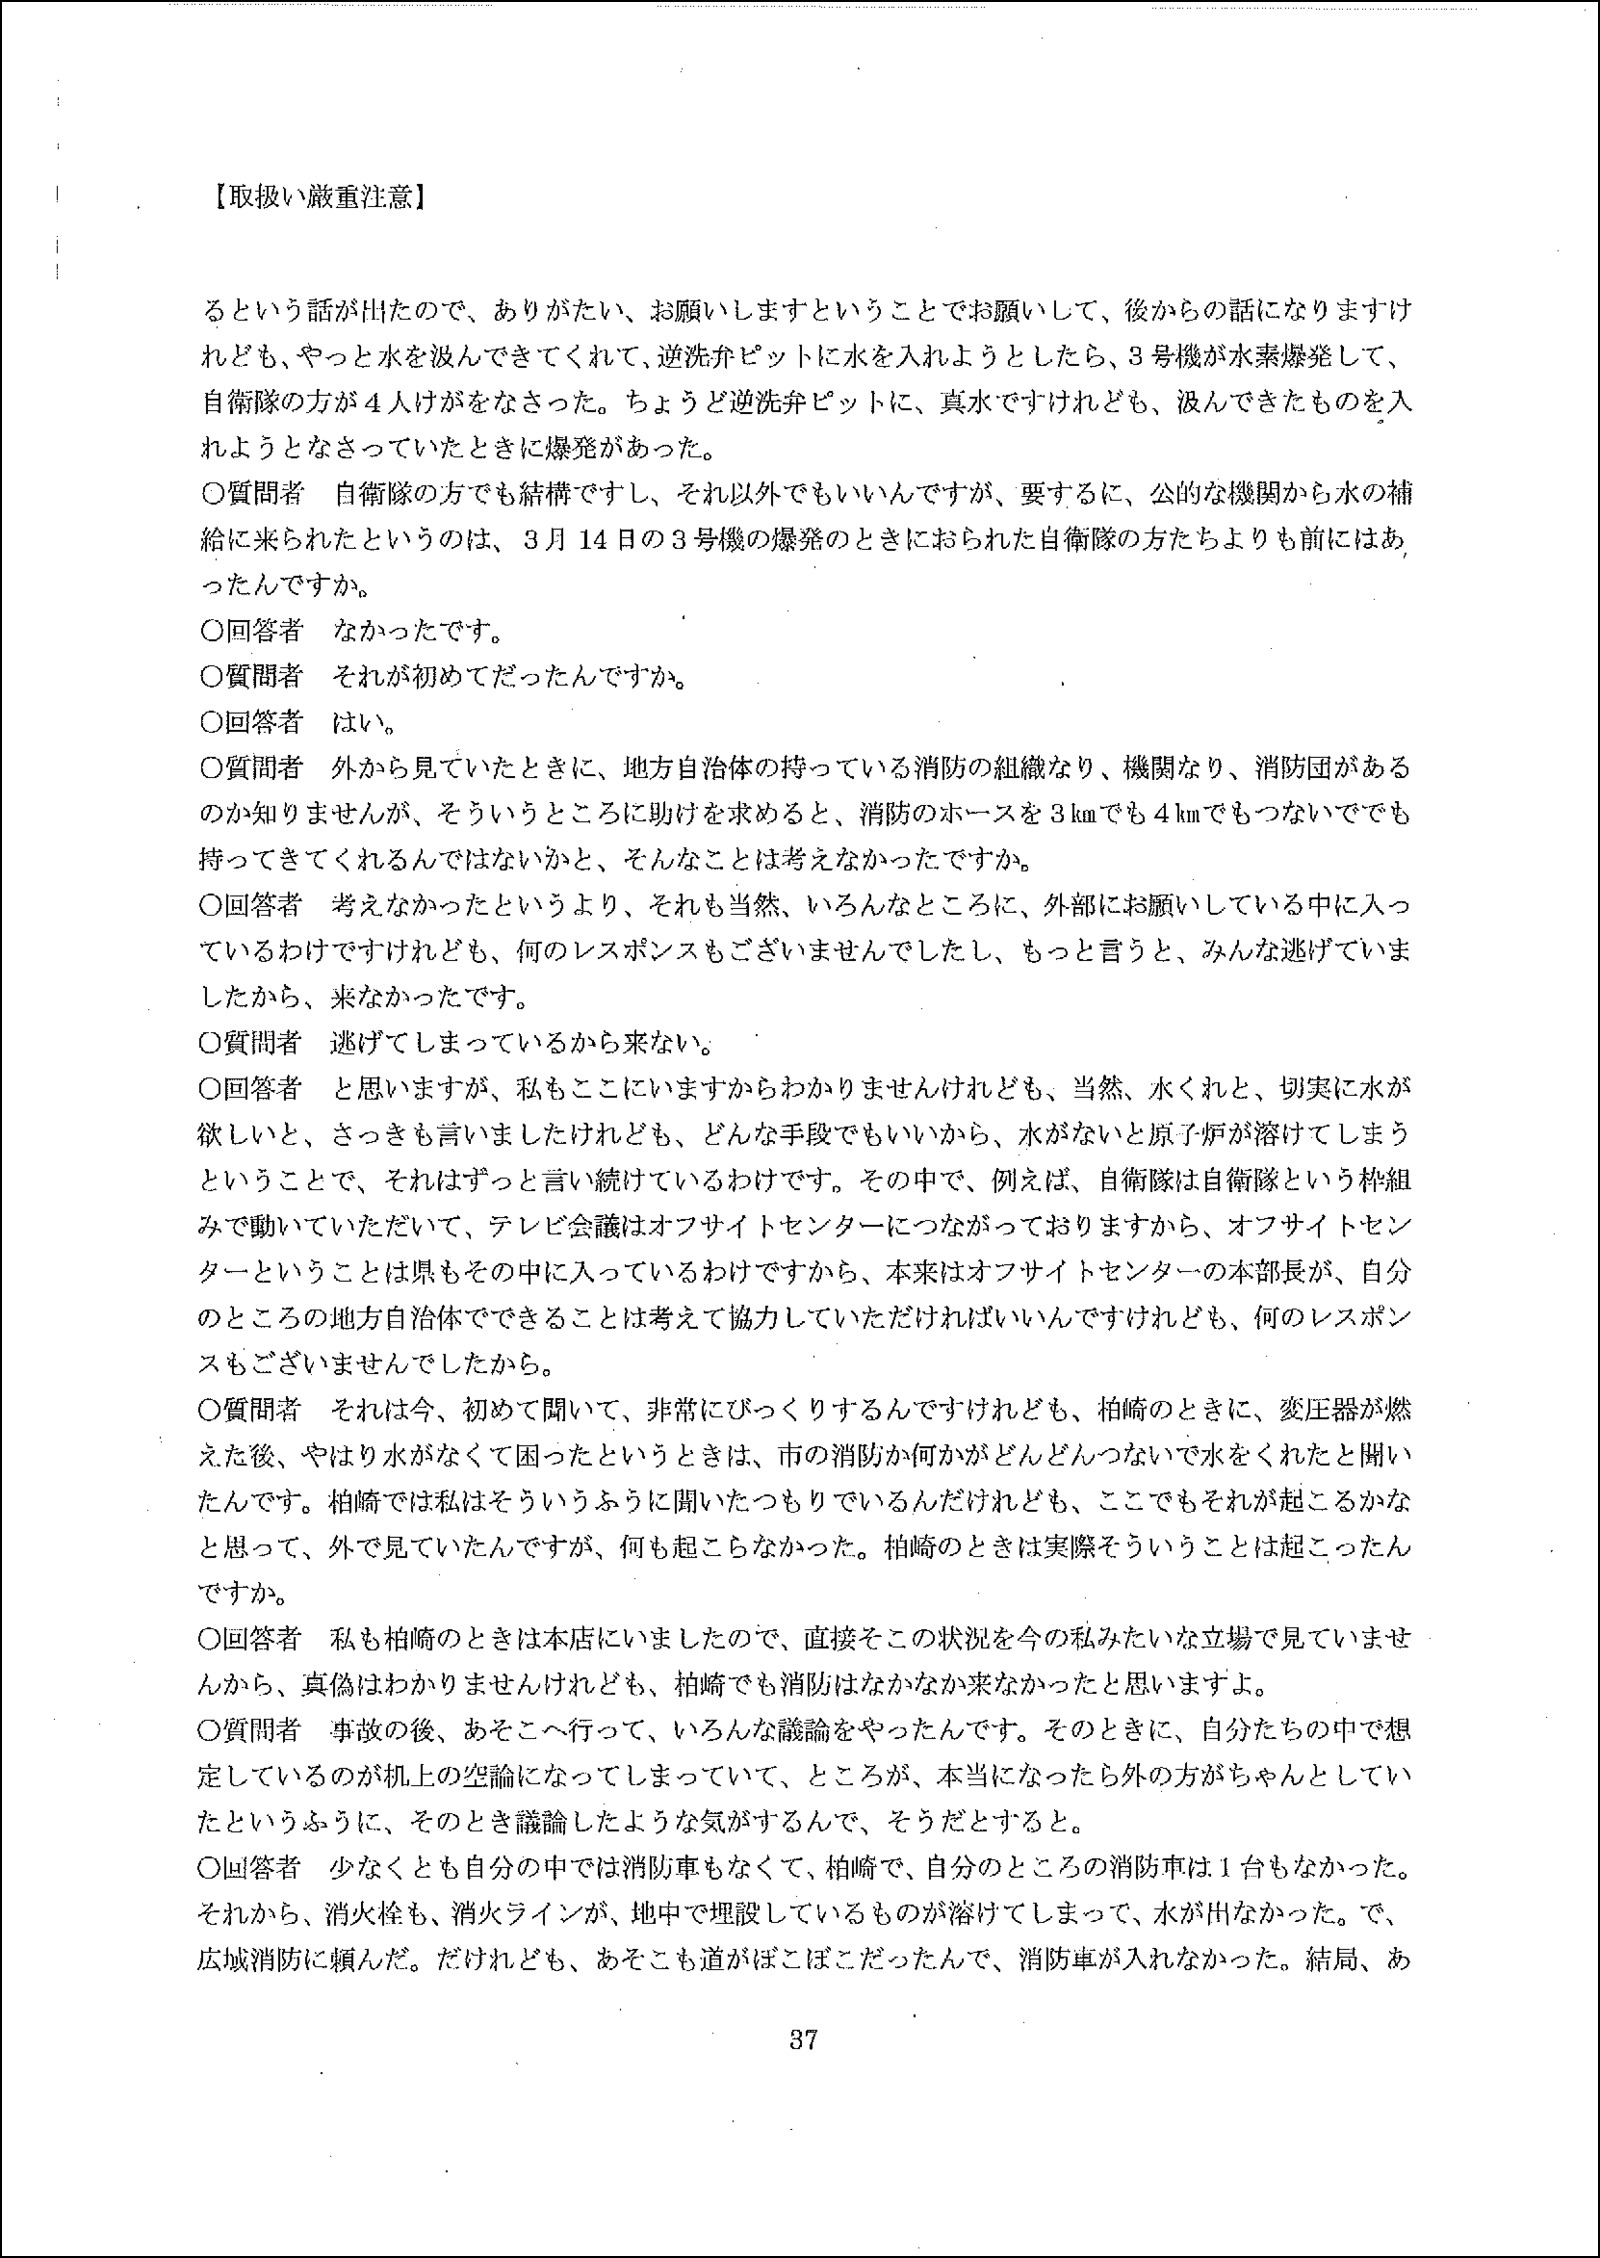 【取扱い厳重注意】
るという話が出たので、ありがたい、お願いしますということでお願いして、後からの話になりますけ
れども、やっと水を汲んできてくれて、逆洗弁ピットに水を入れようとしたら、３号機が水素爆発して、
自衛隊の方が４人けがをなさった。ちょうど逆洗弁ピットに、真水ですけれども、汲んできたものを入
れようとなさっていたときに爆発があった。
〇質問者　自衛隊の方でも結構ですし、それ以外でもいいんですが、要するに、公的な機関から水の補
給に来られたというのは、３月 14 日の３号機の爆発のときにおられた自衛隊の方たちよりも前にはあ
ったんですか。
〇回答者　なかったです。
〇質問者　それが初めてだったんですか。
〇回答者　はい。
〇質問者　外から見ていたときに、地方自治体の持っている消防の組織なり、機関なり、消防団がある
のか知りませんが、そういうところに助けを求めると、消防のホースを３㎞でも４㎞でもつないででも
持ってきてくれるんではないかと、そんなことは考えなかったですか。
〇回答者　考えなかったというより、それも当然、いろんなところに、外部にお願いしている中に入っ
ているわけですけれども、何のレスポンスもございませんでしたし、もっと言うと、みんな逃げていま
したから、来なかったです。
〇質問者　逃げてしまっているから来ない。
〇回答者　と思いますが、私もここにいますからわかりませんけれども、当然、水くれと、切実に水が
欲しいと、さっきも言いましたけれども、どんな手段でもいいから、水がないと原子炉が溶けてしまう
ということで、それはずっと言い続けているわけです。その中で、例えば、自衛隊は自衛隊という枠組
みで動いていただいて、テレビ会議はオフサイトセンターにつながっておりますから、オフサイトセン
ターということは県もその中に入っているわけですから、本来はオフサイトセンターの本部長が、自分
のところの地方自治体でできることは考えて協力していただければいいんですけれども、何のレスポン
スもございませんでしたから。
〇質問者　それは今、初めて聞いて、非常にびっくりするんですけれども、柏崎のときに、変圧器が燃
えた後、やはり水がなくて困ったというときは、市の消防か何かがどんどんつないで水をくれたと聞い
たんです。柏崎では私はそういうふうに聞いたつもりでいるんだけれども、ここでもそれが起こるかな
と思って、外で見ていたんですが、何も起こらなかった。柏崎のときは実際そういうことは起こったん
ですか。
〇回答者　私も柏崎のときは本店にいましたので、直接そこの状況を今の私みたいな立場で見ていませ
んから、真偽はわかりませんけれども、柏崎でも消防はなかなか来なかったと思いますよ。
〇質問者　事故の後、あそこへ行って、いろんな議論をやったんです。そのときに、自分たちの中で想
定しているのが机上の空論になってしまっていて、ところが、本当になったら外の方がちゃんとしてい
たというふうに、そのとき議論したような気がするんで、そうだとすると。
〇回答者　少なくとも自分の中では消防車もなくて、柏崎で、自分のところの消防車は１台もなかった。
それから、消火栓も、消火ラインが、地中で埋設しているものが溶けてしまって、水が出なかった。で、
広域消防に頼んだ。だけれども、あそこも道がぼこぼこだったんで、消防車が入れなかった。結局、あ
37